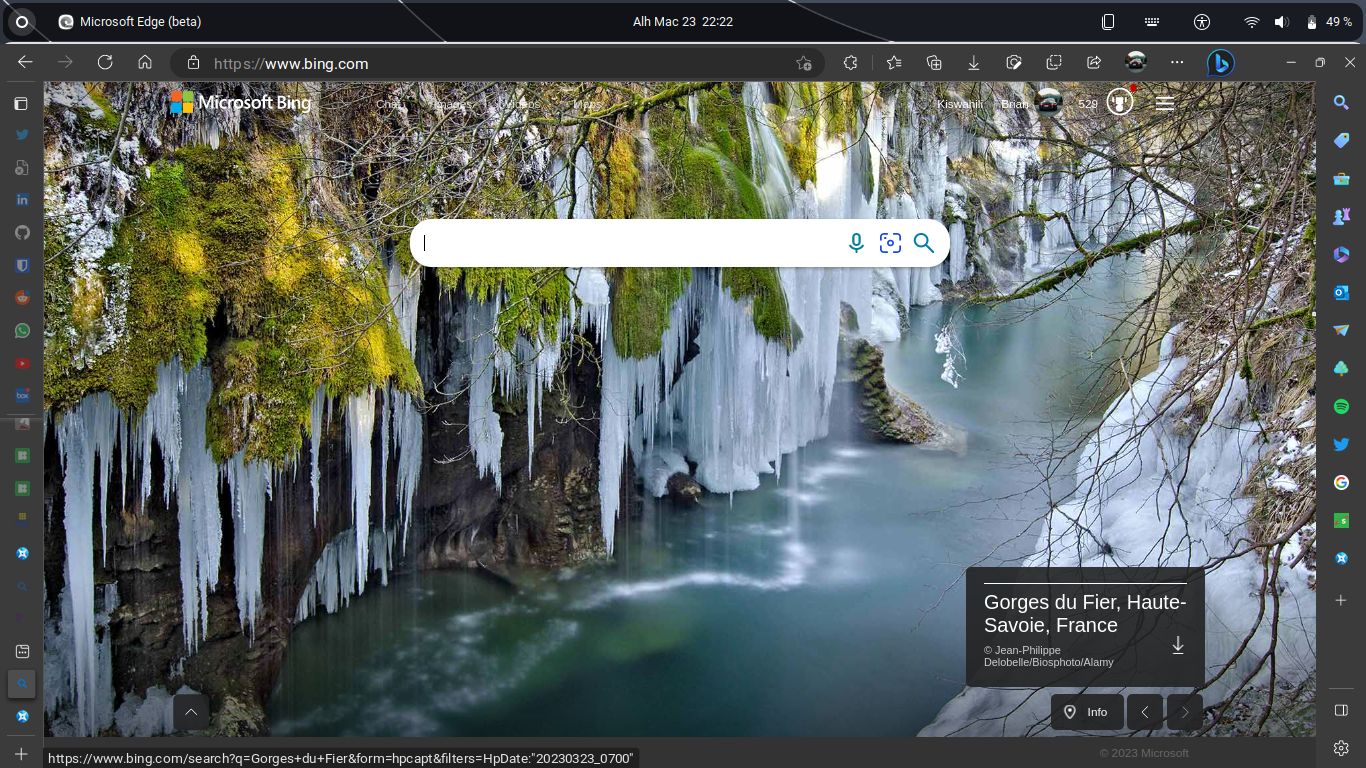 Microsoft Edge (beta)
Alh Mac 23 22:22
49 %
https://www.bing.com
Microsoft Bing
Chat
Images
Videos
Maps
Kiswahili
Brian
529
box
Gorges du Fier, Haute-
Savoie, France
© Jean-Philippe
Delobelle/Biosphoto/Alamy
Info
© 2023 Microsoft
https://www.bing.com/search?q=Gorges+du+Fier&form=hpcapt&filters=HpDate:"20230323_0700"